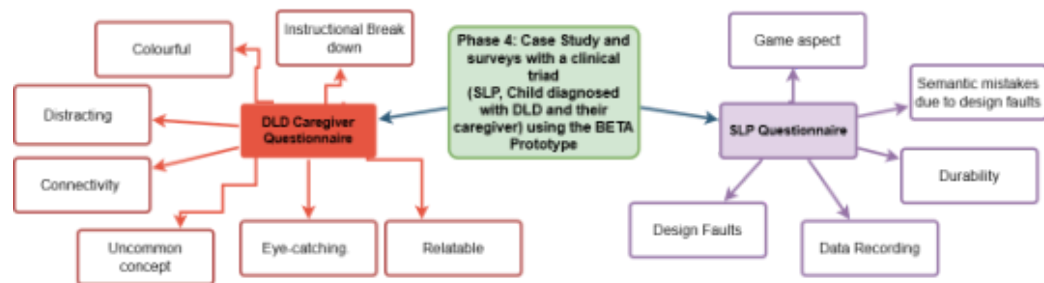 Colourful
Instructional Break
down
Phase 4: Case Study and
surveys with a clinical
triad
(SLP, Child diagnosed
with DLD and their
caregiver) using the BETA
Prototype
Game aspect
Semantic mistakes
due to design faults
Distracting
DLD Caregiver
Questionnaire
SLP Questionnaire
Connectivity
Durability
Uncommon
concept
Eye-catching.
Relatable
Design Faults
Data Recording